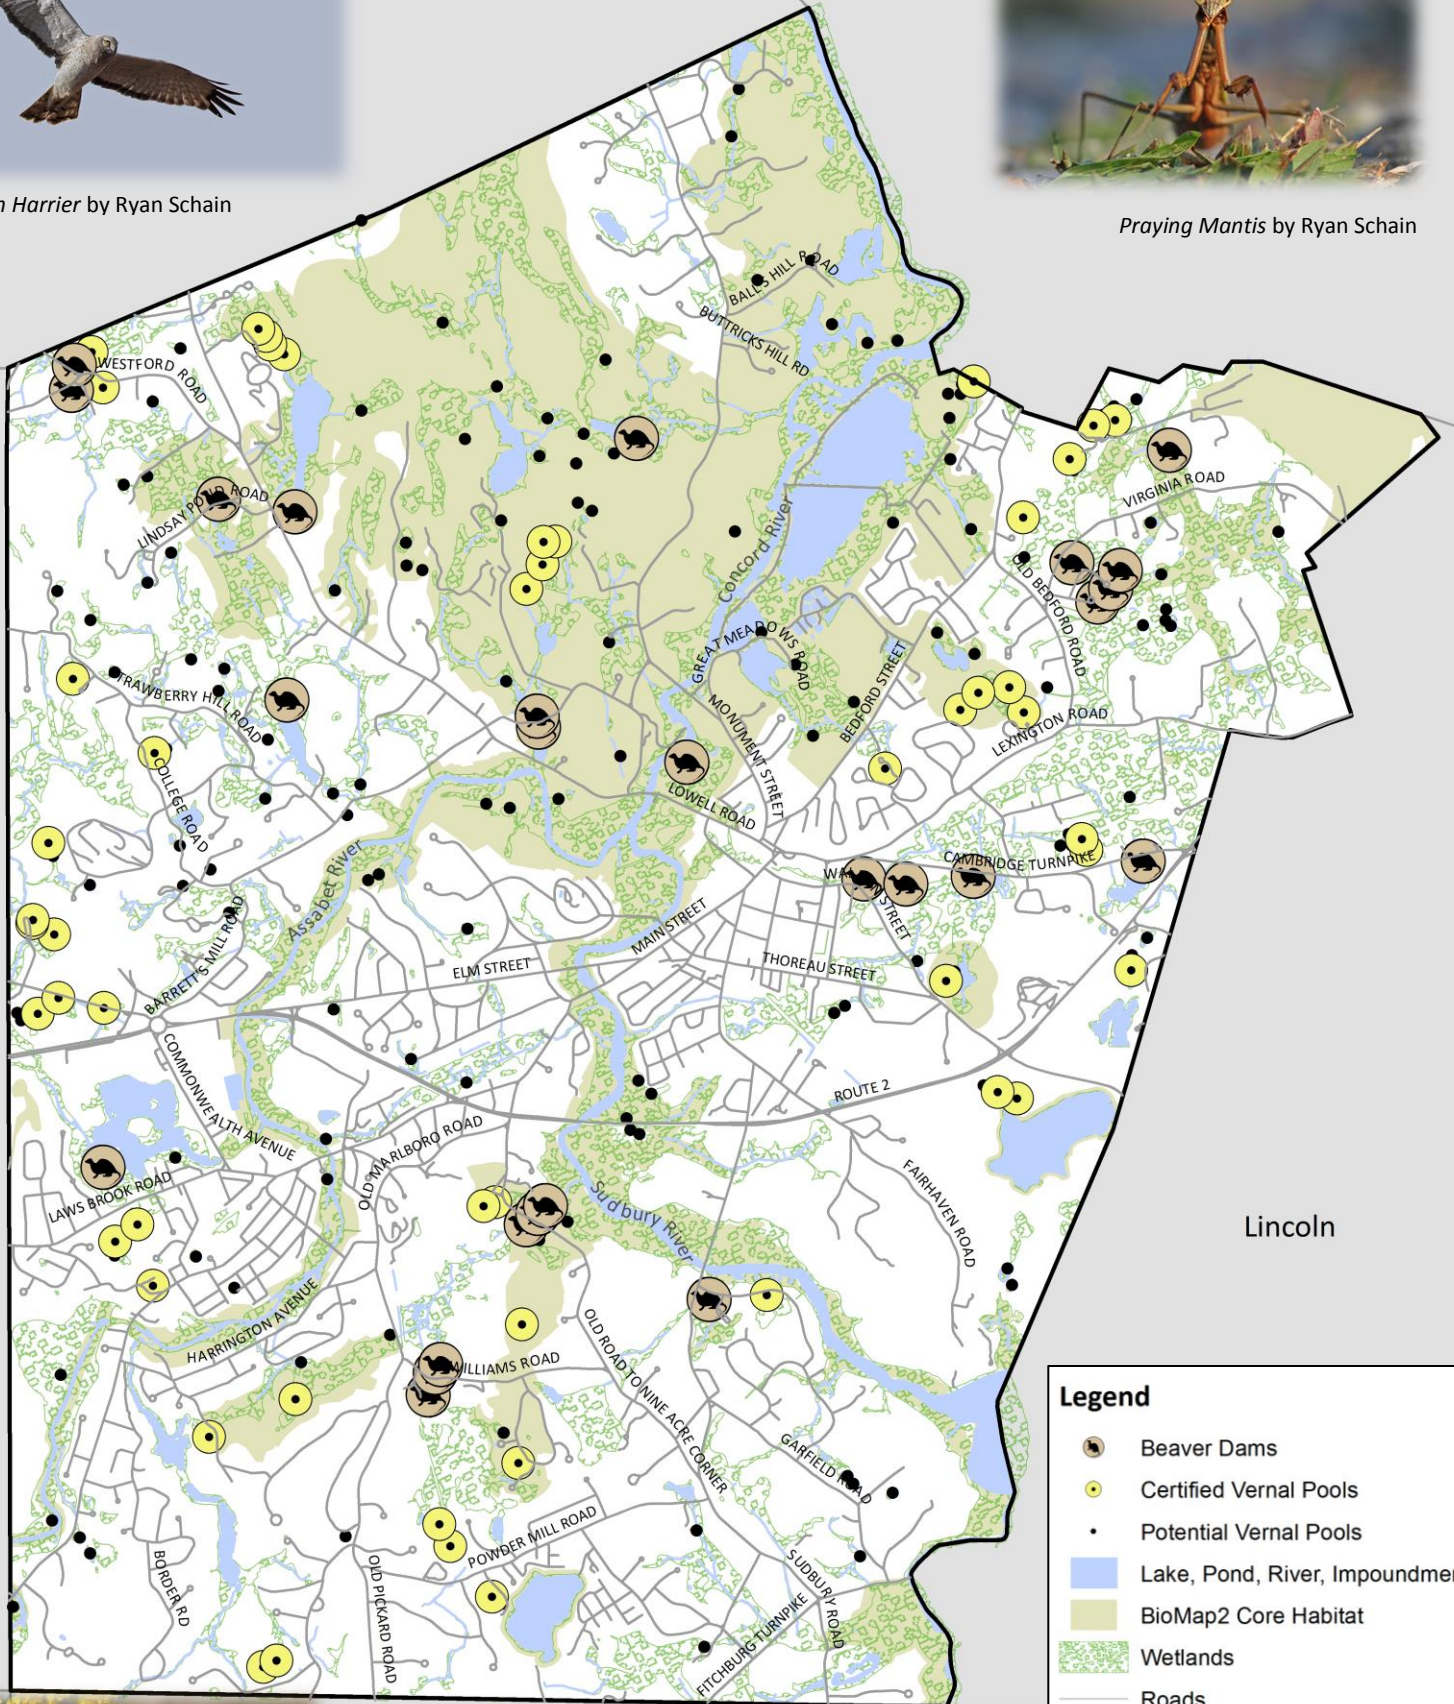 n Harrier by Ryan Schain
Praying Mantis by Ryan Schain
BALLS HILL ROAD
BUTTRICKS HILL RD
WESTFORD ROAD
VIRGINIA ROAD
LINDSAY POND ROAD
Concord River
OLD BEDFORD ROAD
GREAT MEADOWS ROAD
STRAWBERRY HILL ROAD
BEDFORD STREET
MONUMENT STREET
LEXINGTON ROAD
COLLEGE ROAD
LOWELL ROAD
CAMBRIDGE TURNPIKE
Assabet River
MAIN STREET
STREET
BARRETT'S MILL ROAD
ELM STREET
THOREAU STREET
COMMONWEALTH AVENUE
ROUTE 2
OLD MARLBORO ROAD
LAWS BROOK ROAD
Sudbury River
FAIRHAVEN ROAD
Lincoln
HARRINGTON AVENUE
OLD ROAD TO NINE ACRE CORNER
WILLIAMS ROAD
GARFIELD ROAD
POWDER MILL ROAD
BORDER RD
OLD PICKARD ROAD
SUDBURY ROAD
FITCHBURG TURNPIKE
Legend
Beaver Dams
Certified Vernal Pools
Potential Vernal Pools
Lake, Pond, River, Impoundme
BioMap2 Core Habitat
Wetlands
Roads